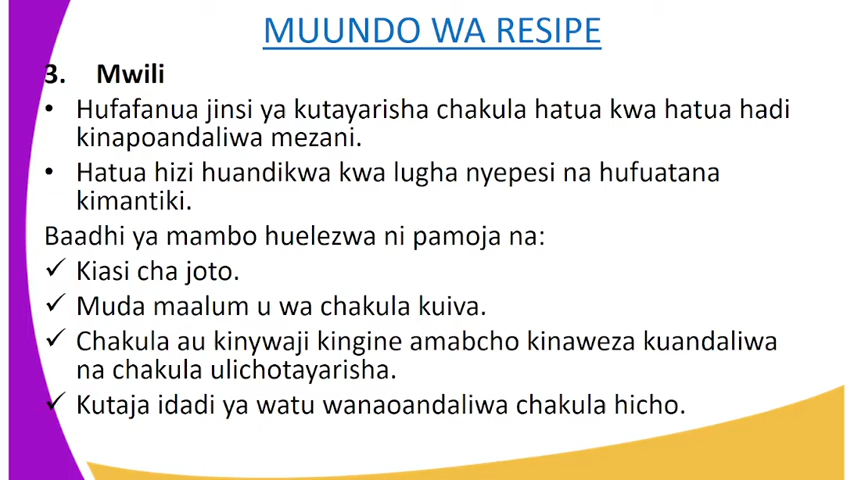 MUUNDO WA RESIPE
3. Mwili
• Hufafanua jinsi ya kutayarisha chakula hatua kwa hatua hadi
kinapoandaliwa mezani.
• Hatua hizi huandikwa kwa lugha nyepesi na hufuatana
kimantiki.
Baadhi ya mambo huelezwa ni pamoja na:
✓ Kiasi cha joto.
✓ Muda maalum u wa chakula kuiva.
✓ Chakula au kinywaji kingine amabcho kinaweza kuandaliwa
na chakula ulichotayarisha.
✓ Kutaja idadi ya watu wanaoandaliwa chakula hicho.